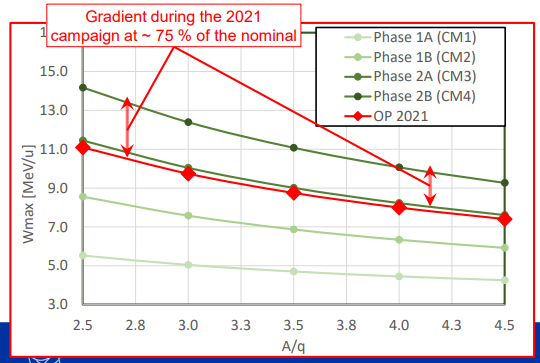 Gradient during the 2021
campaign at ~ 75 % of the nominal
Phase 1A (CM1)
Phase 1B (CM2)
Phase 2A (CM3)
Phase 2B (CM4)
OP 2021
15.0
13.0
11.0
9.0
7.0
5.0
3.0
Wmax [MeV/u]
2.5 2.8 3.0 3.3 3.5 3.8 4.0 4.3 4.5
A/q